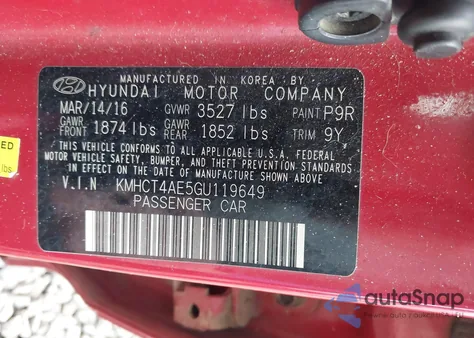 MANUFACTURED IN KOREA BY:
HYUNDAI MOTOR COMPANY
MAR/14/16 GVWR 3527 lbs PAINT P9R
GAWR FRONT 1874 lbs GAWR REAR 1852 lbs TRIM 9Y
THIS VEHICLE CONFORMS TO ALL APPLICABLE U.S.A. FEDERAL
MOTOR VEHICLE SAFETY, BUMPER, AND THEFT PREVENTION STANDARDS
IN EFFECT ON THE DATE OF MANUFACTURE SHOWN ABOVE.
V.I.N KMHCT4AE5GU119649
PASSENGER CAR
lbs
autoSnap